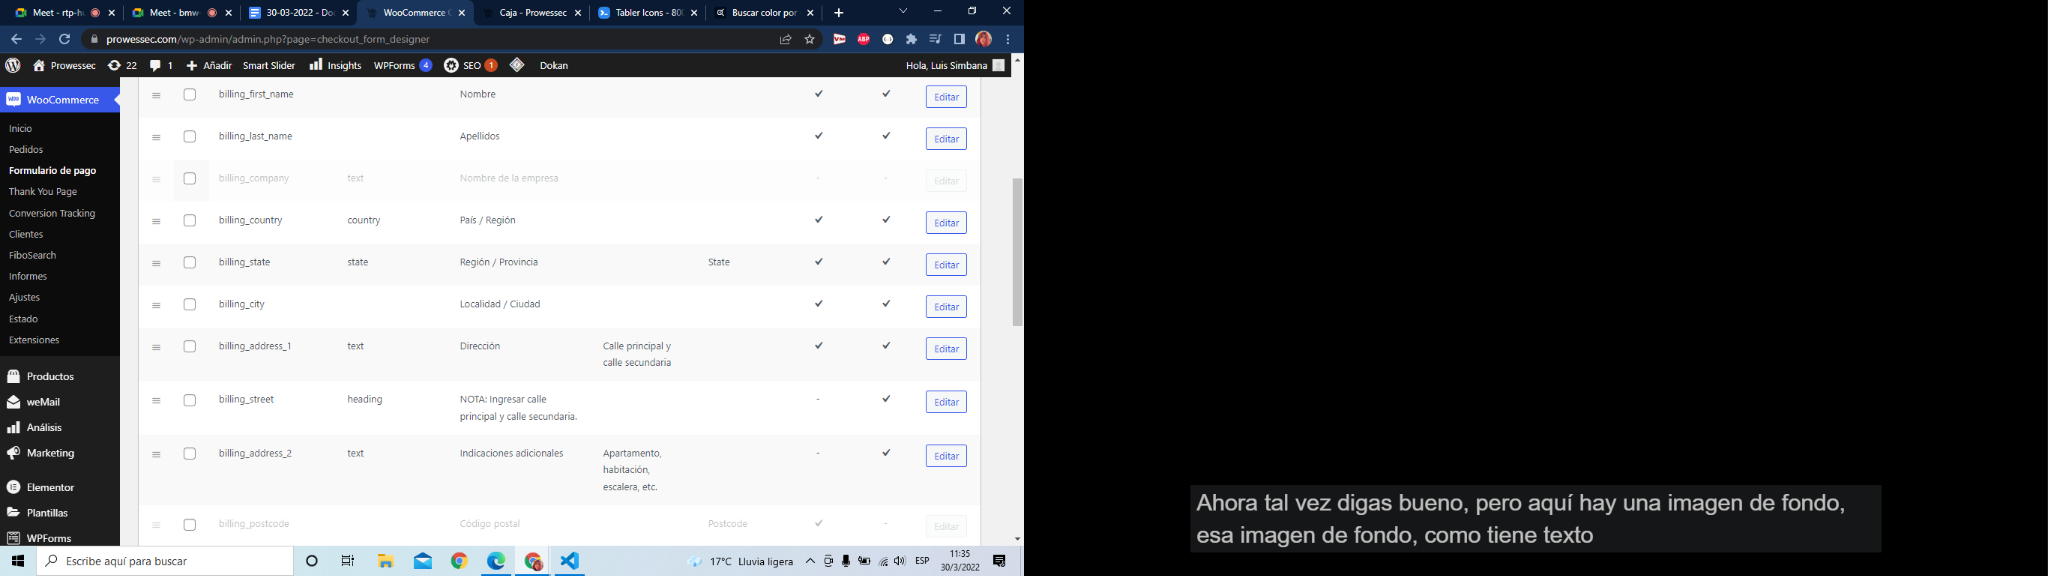 Meet - rtp-h
Meet - bmw-
30-03-2022 - Do
WooCommerce C
Caja - Prowessec
Tabler Icons - 80
Buscar color por
prowessec.com/wp-admin/admin.php?page=checkout_form_designer
Prowessec 22 1 Añadir Smart Slider Insights WPForms 4 SEO 1 Dokan Hola, Luis Simbana
WooCommerce
Inicio
Pedidos
Formulario de pago
Thank You Page
Conversion Tracking
Clientes
FiboSearch
Informes
Ajustes
Estado
Extensiones
Productos
weMail
Análisis
Marketing
Elementor
Plantillas
WPForms
billing_first_name Nombre Editar
billing_last_name Apellidos Editar
billing_company text Nombre de la empresa - - Editar
billing_country country País / Región Editar
billing_state state Región / Provincia State Editar
billing_city Localidad / Ciudad Editar
billing_address_1 text Dirección Calle principal y Editar
calle secundaria
billing_street heading NOTA: Ingresar calle - Editar
principal y calle secundaria.
billing_address_2 text Indicaciones adicionales Apartamento, - Editar
habitación,
escalera, etc.
billing_postcode Código postal Postcode - Editar
Escribe aquí para buscar
17°C Lluvia ligera
ESP
11:35
30/3/2022
Ahora tal vez digas bueno, pero aquí hay una imagen de fondo,
esa imagen de fondo, como tiene texto